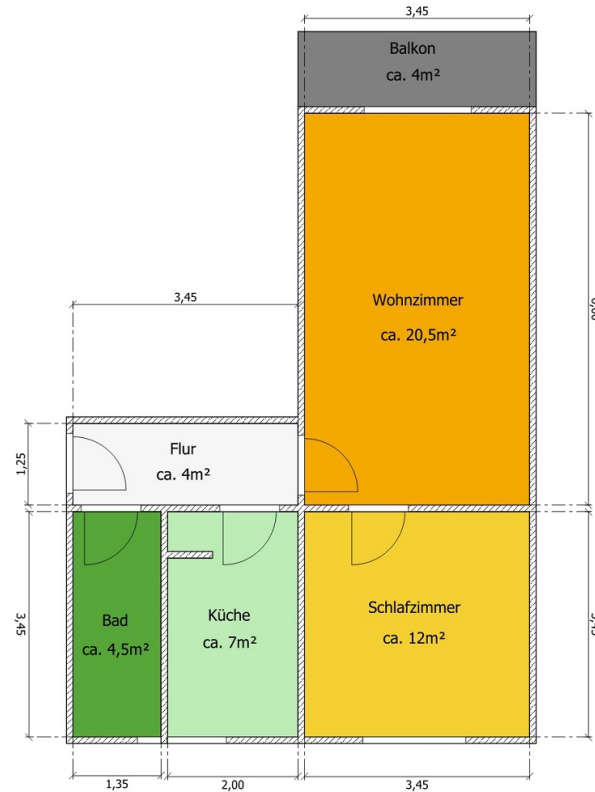 3,45
Balkon
ca. 4m²
3,45
Wohnzimmer
ca. 20,5m²
1,25
Flur
ca. 4m²
3,45
Bad
ca. 4,5m²
Küche
ca. 7m²
Schlafzimmer
ca. 12m²
1,35
2,00
3,45